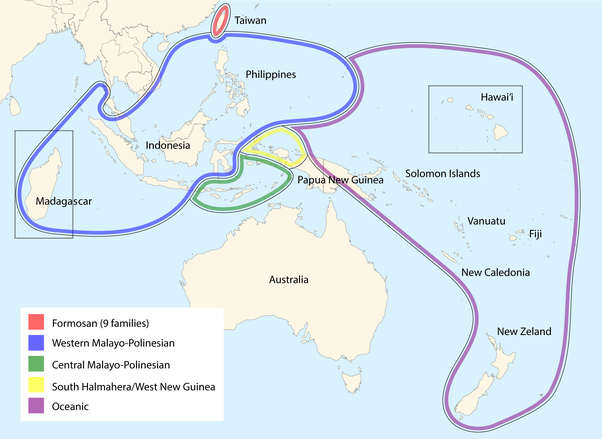 Taiwan
Philippines
Hawai'i
Indonesia
Papua New Guinea
Solomon Islands
Madagascar
Vanuatu
Fiji
Australia
New Caledonia
New Zeland
Formosan (9 families)
Western Malayo-Polinesian
Central Malayo-Polinesian
South Halmahera/West New Guinea
Oceanic